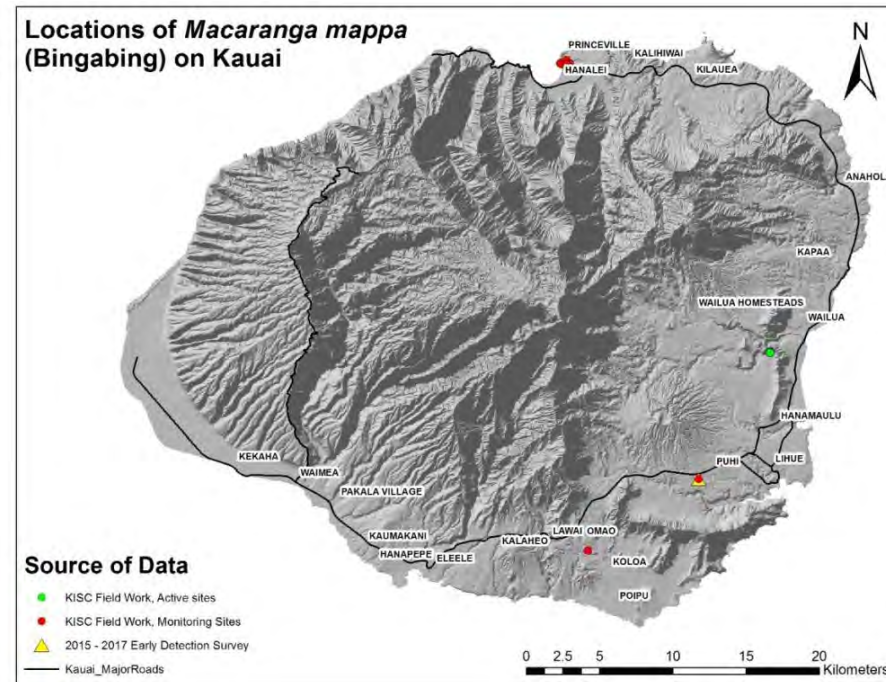 Locations of Macaranga mappa
(Bingabing) on Kauai
N
PRINCEVILLE
KALIHIWAI
HANALEI
KILAUEA
ANAHOL
KAPAA
WAILUA HOMESTEADS
WAILUA
HANAMAULU
KEKAHA
PUHI
LIHUE
WAIMEA
PAKALA VILLAGE
KAUMAKANI
LAWAI
OMAO
HANAPEPE
KALAHEO
ELEELE
KOLOA
POIPU
Source of Data
KISC Field Work, Active sites
KISC Field Work, Monitoring Sites
2015 - 2017 Early Detection Survey
Kauai_MajorRoads
0 2.5 5 10 15 20
Kilometers